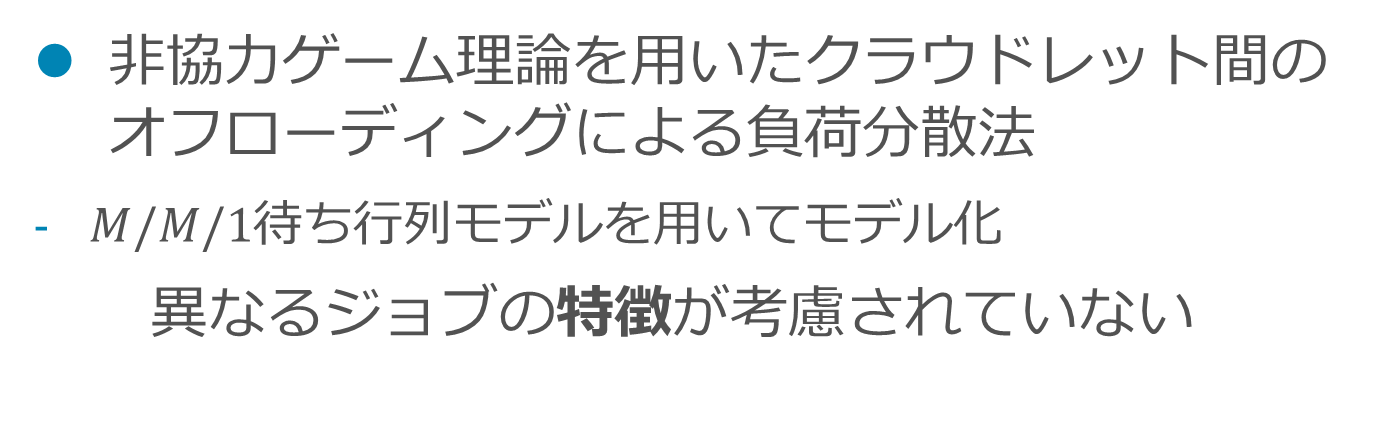 ● 非協力ゲーム理論を用いたクラウドレット間の
オフローディングによる負荷分散法
- M/M/1待ち行列モデルを用いてモデル化
異なるジョブの特徴が考慮されていない